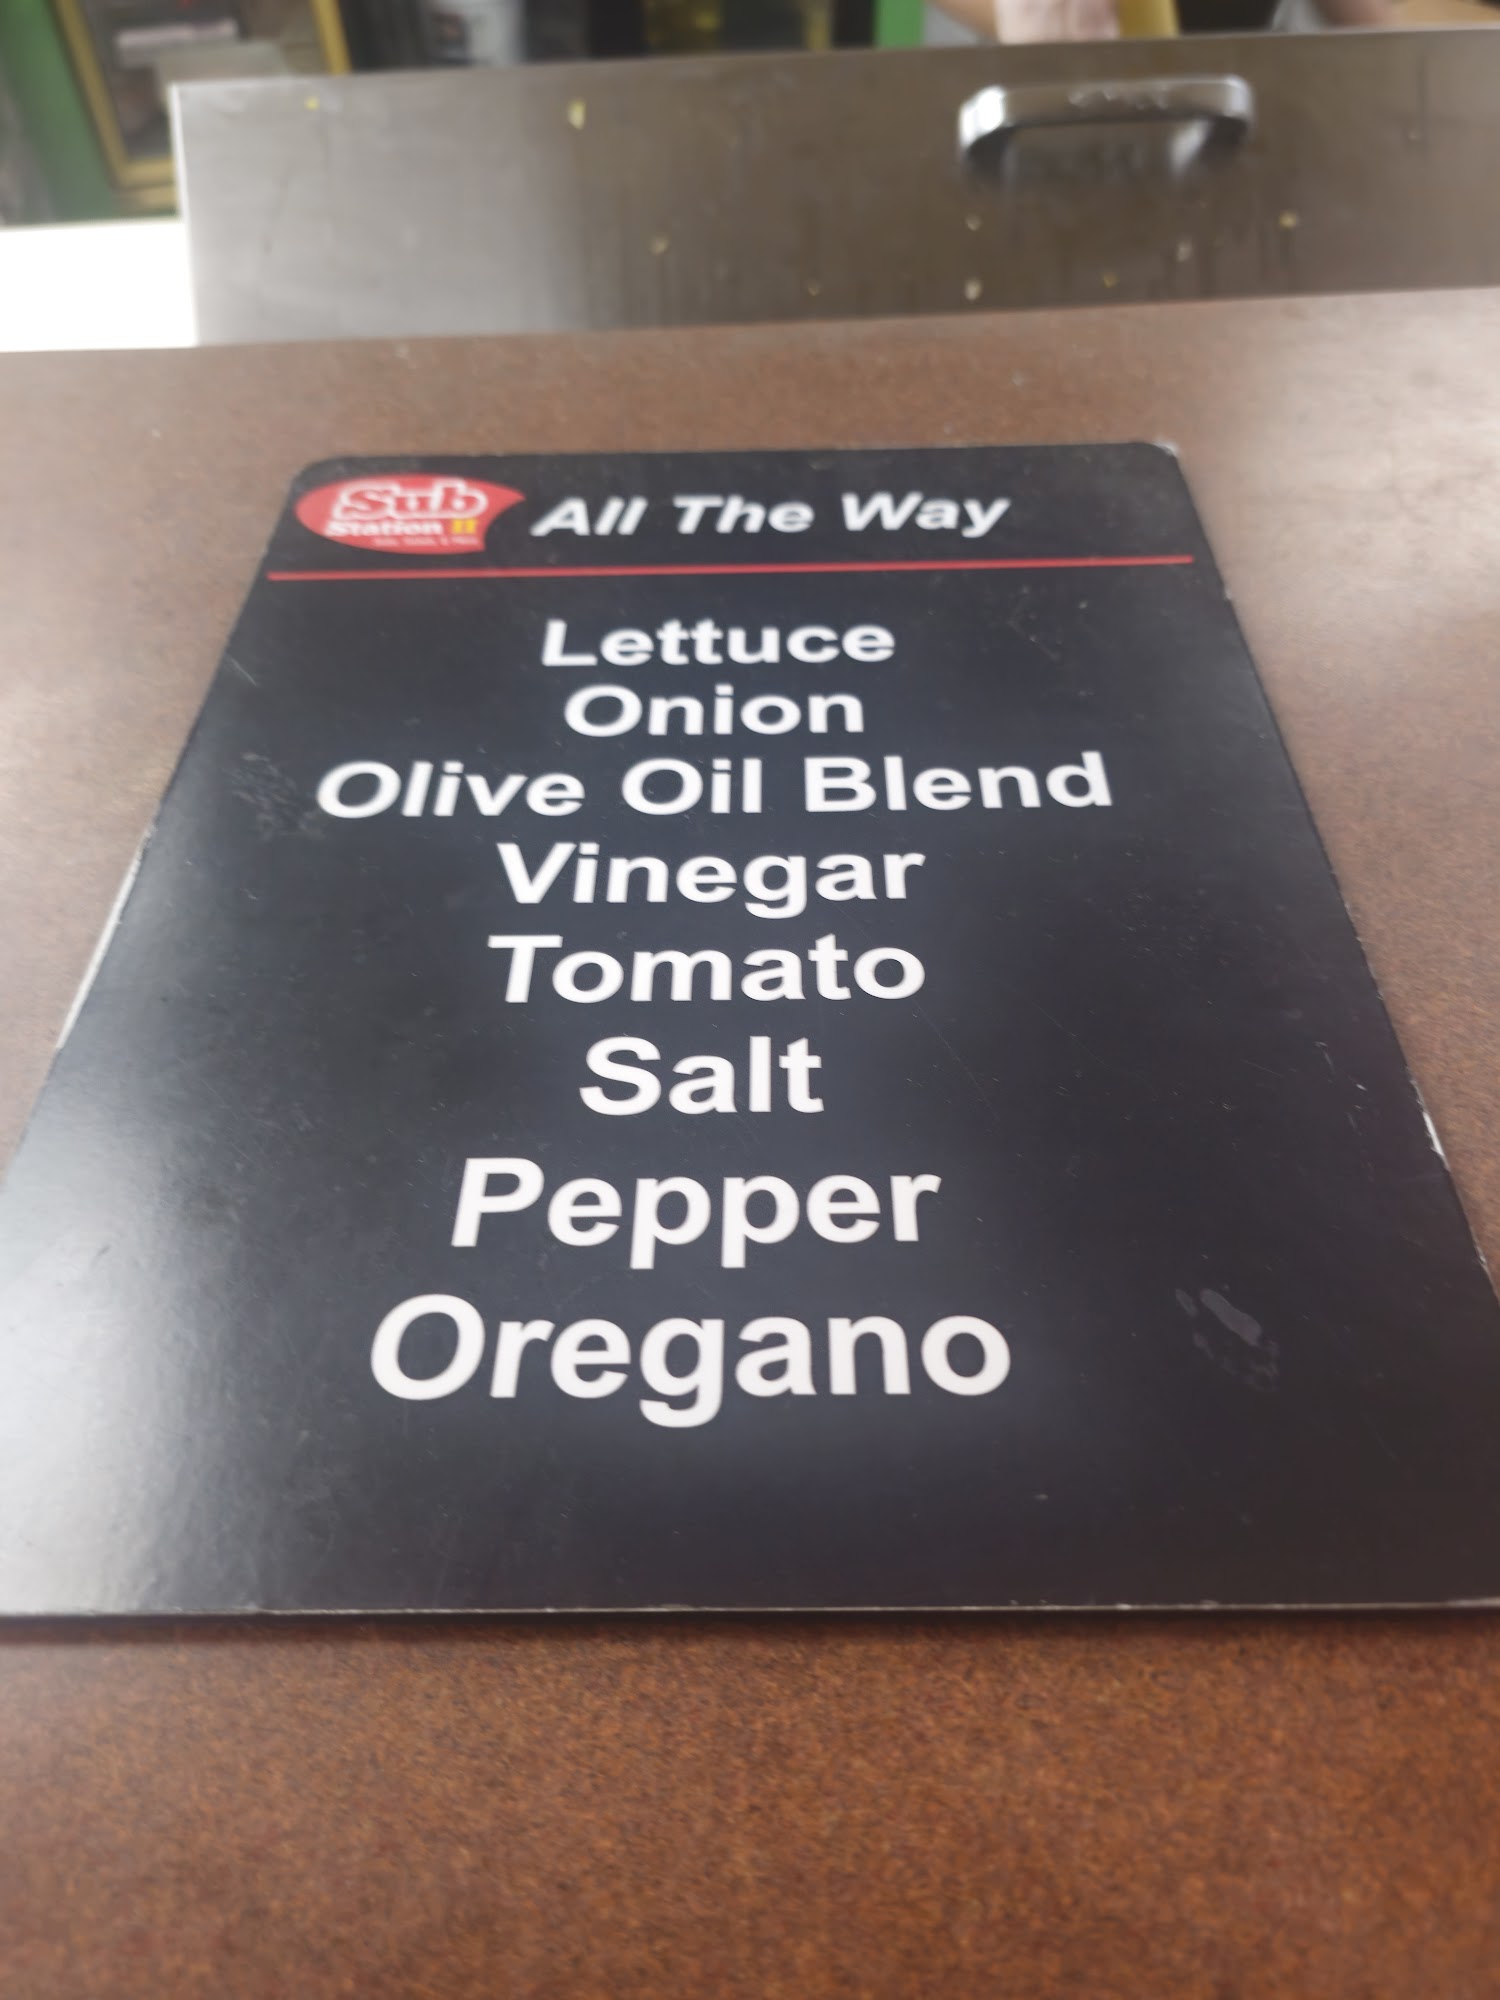 Sub
Station II
All The Way
Lettuce
Onion
Olive Oil Blend
Vinegar
Tomato
Salt
Pepper
Oregano